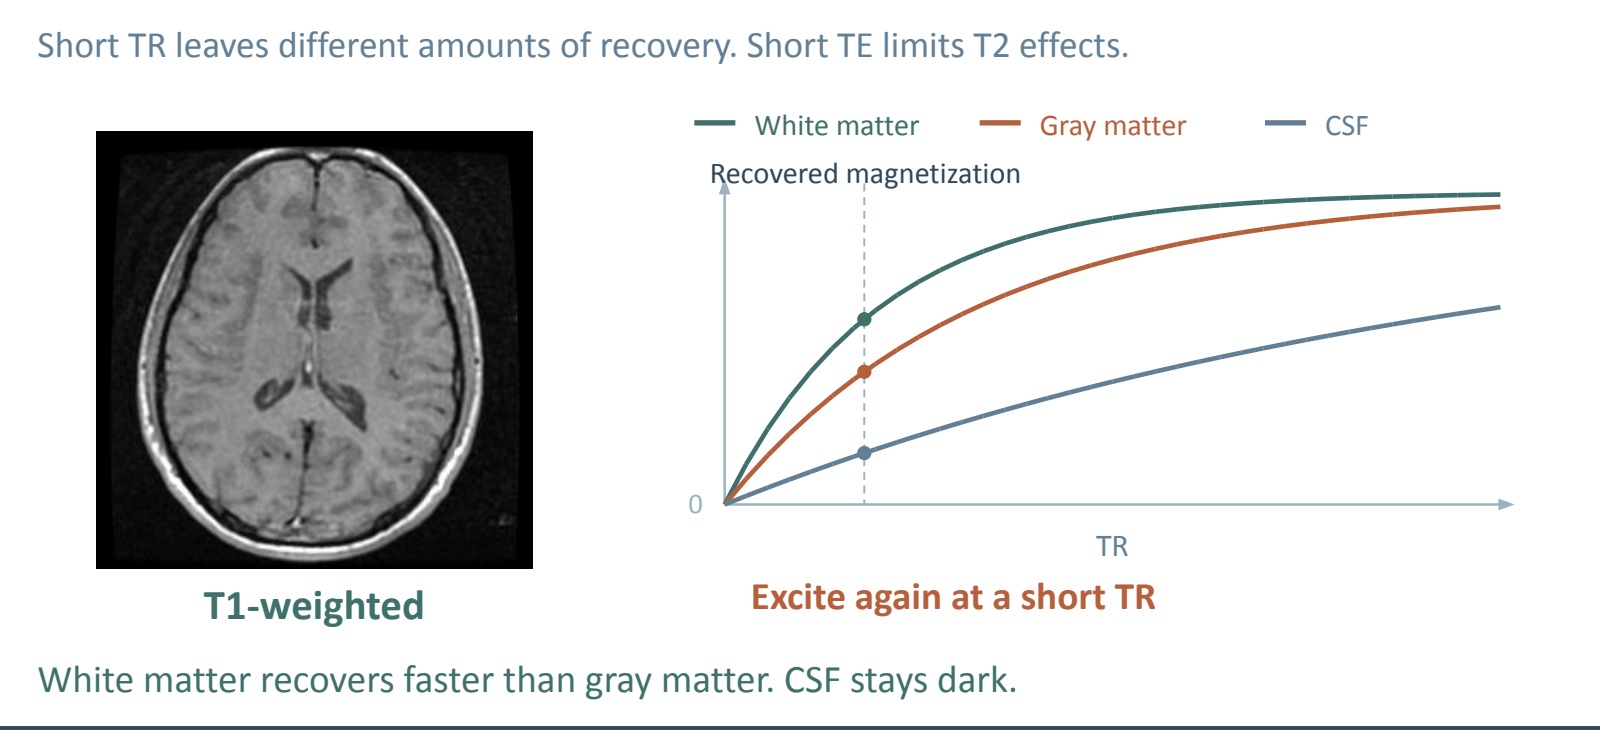 Short TR leaves different amounts of recovery. Short TE limits T2 effects.
White matter
Gray matter
CSF
Recovered magnetization
0
TR
T1-weighted
Excite again at a short TR
White matter recovers faster than gray matter. CSF stays dark.